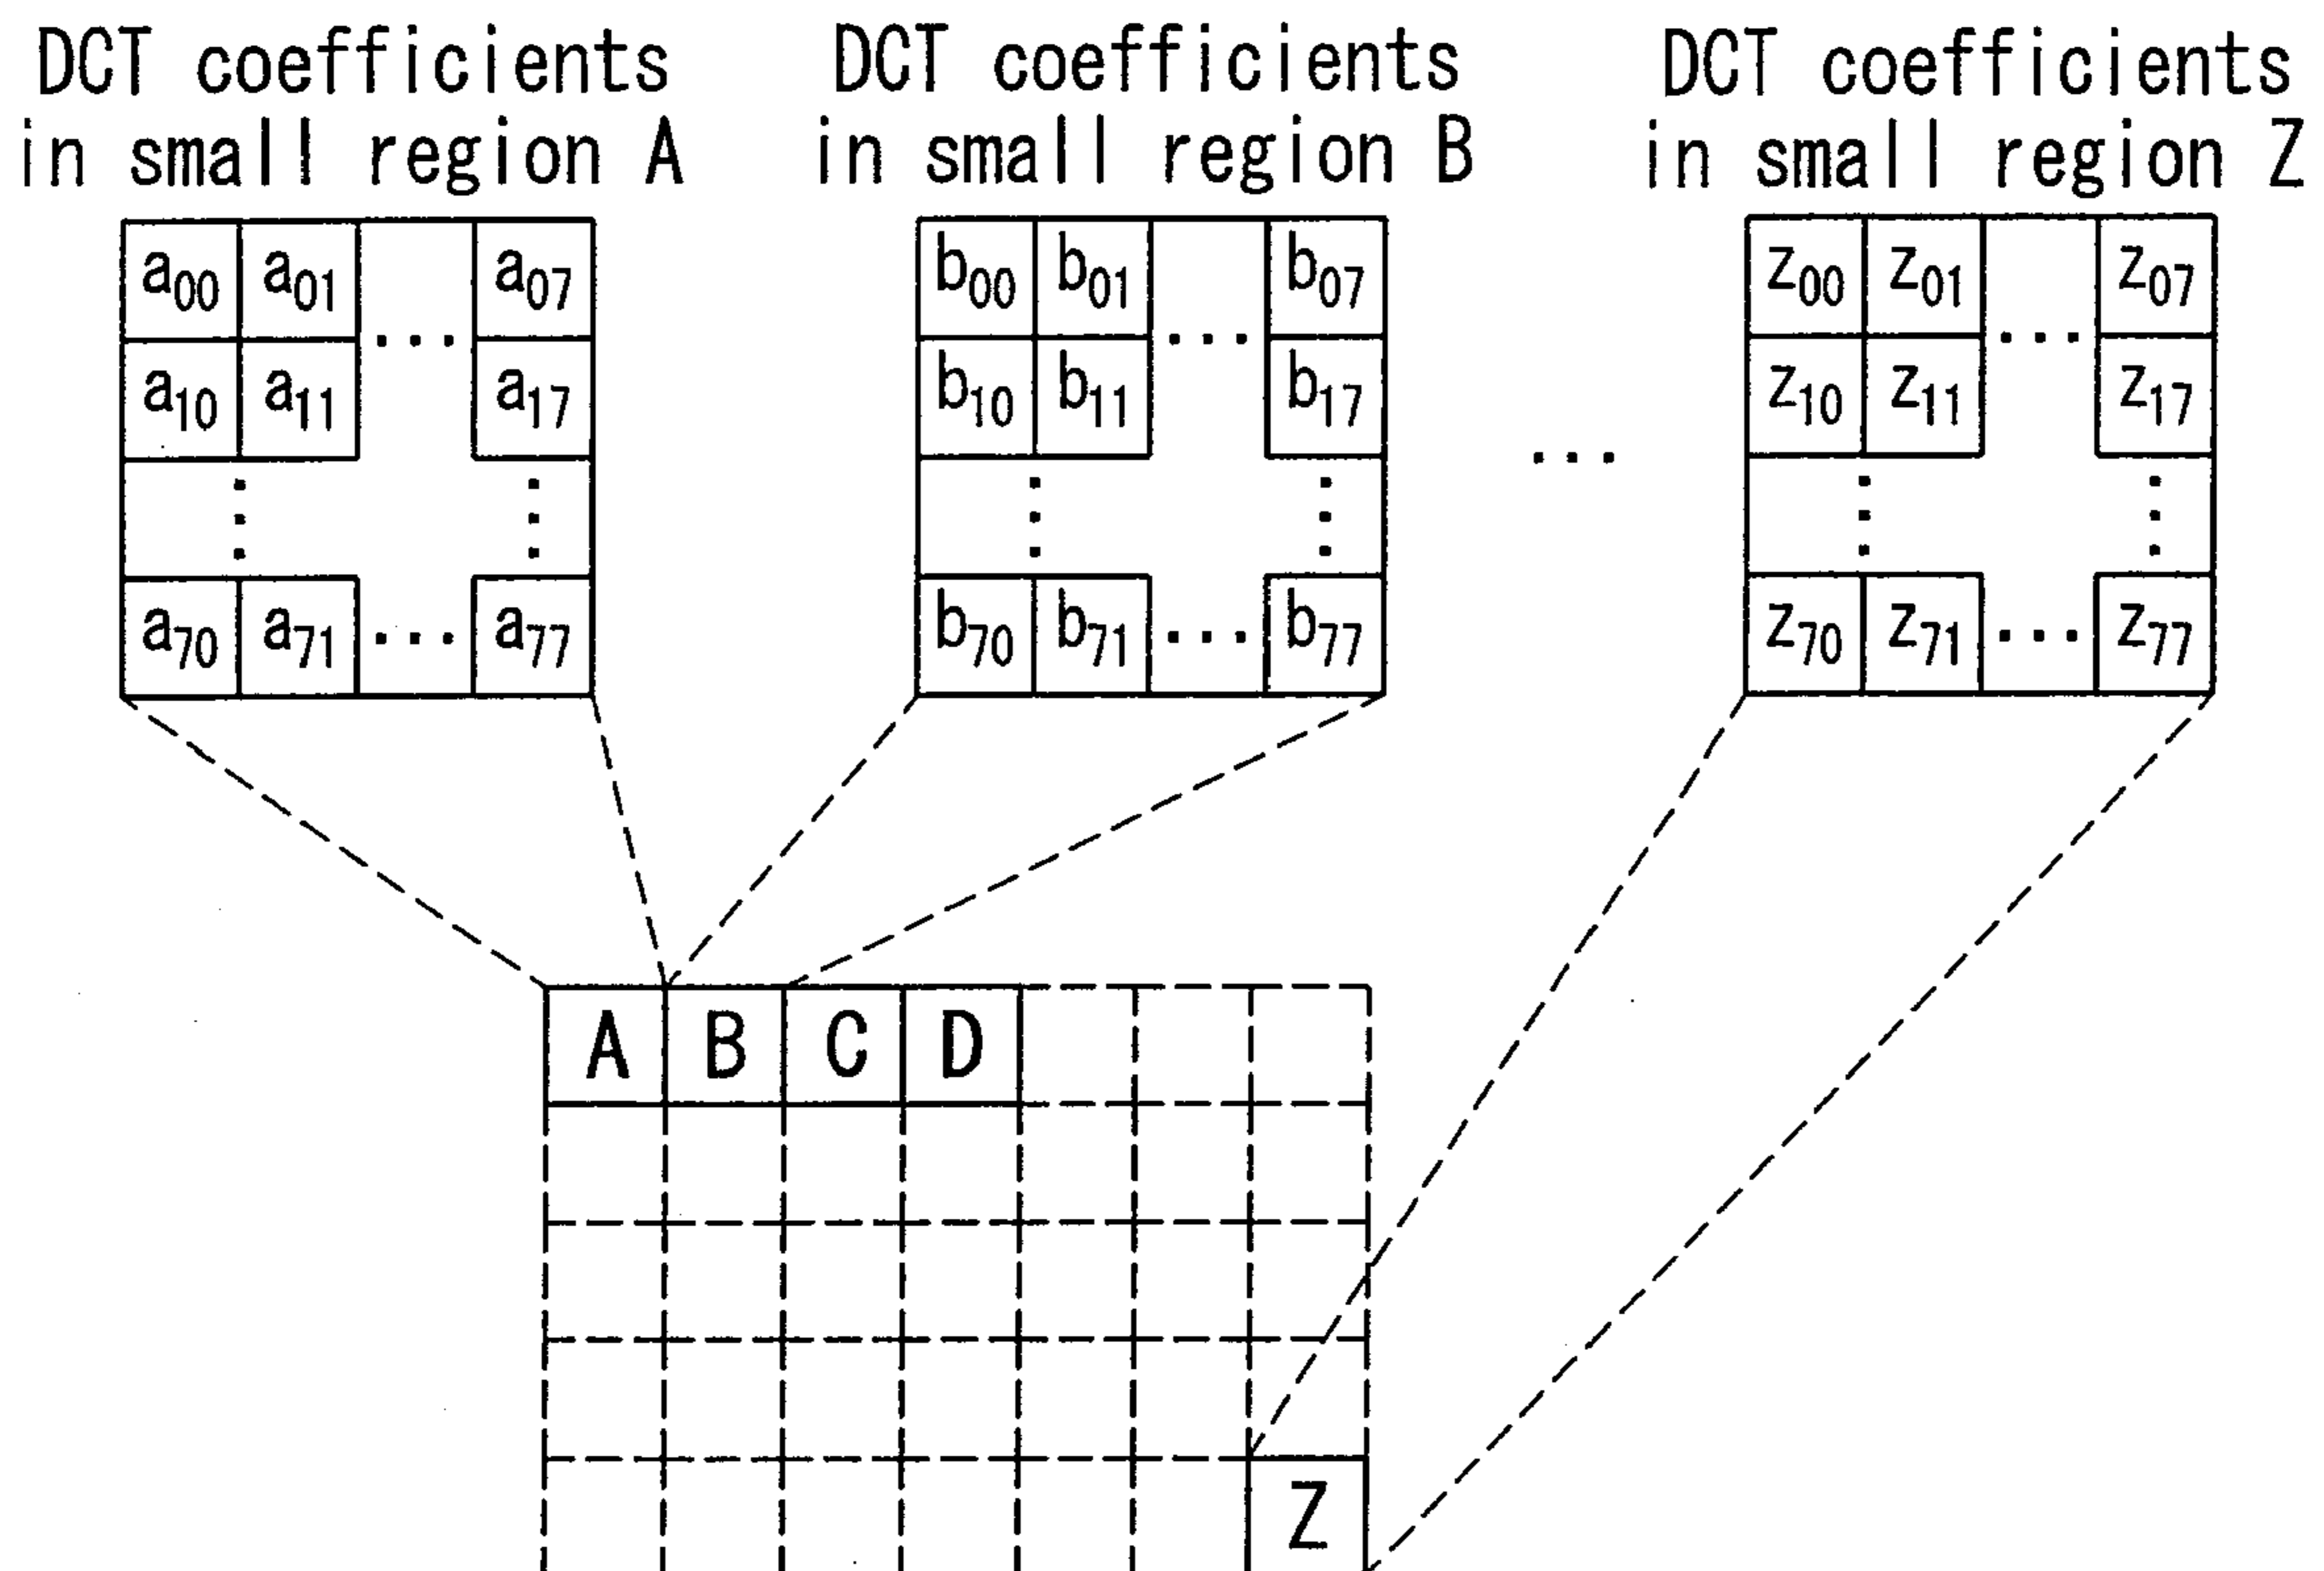 DCT coefficients in small region A
DCT coefficients in small region B
DCT coefficients in small region Z
a00 a01 ... a07
a10 a11 a17
a70 a71 ... a77
b00 b01 ... b07
b10 b11 b17
b70 b71 ... b77
...
z00 z01 ... z07
z10 z11 z17
z70 z71 ... z77
A B C D
Z